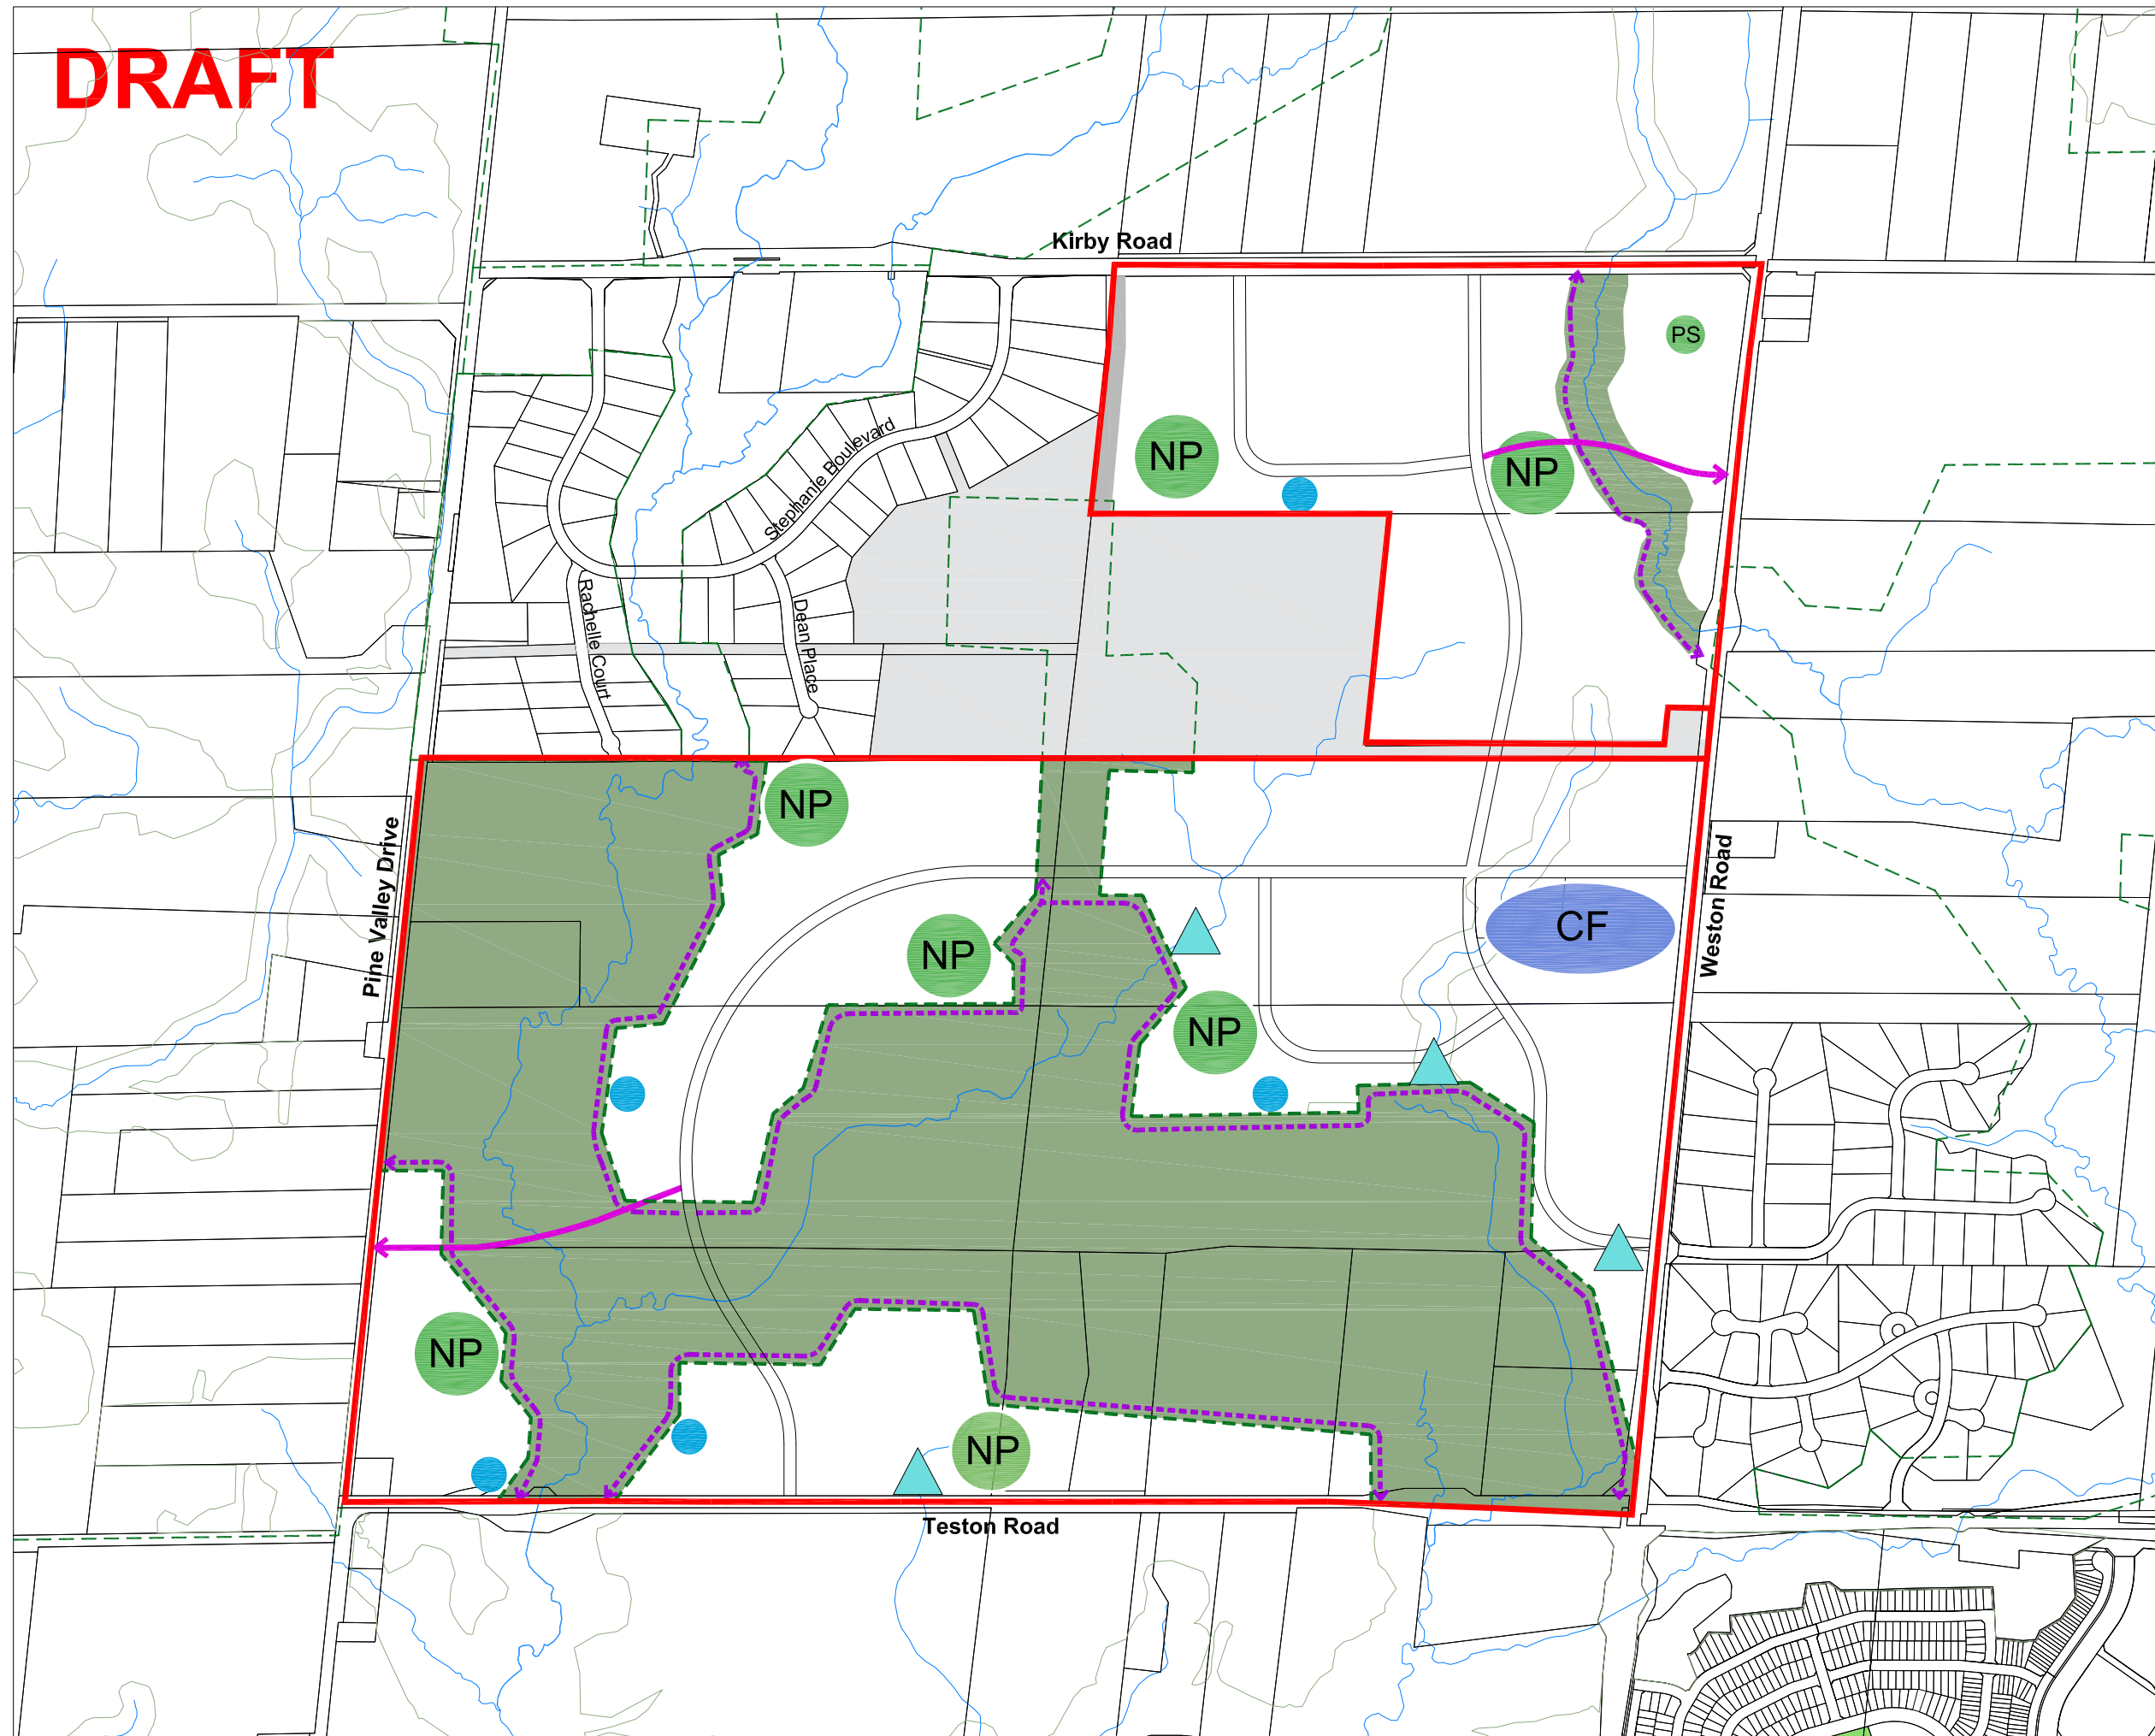 DRAFT
Kirby Road
PS
NP
NP
Stephanie Boulevard
Rachelle Court
Dean Place
NP
Pine Valley Drive
Weston Road
CF
NP
NP
NP
NP
Teston Road